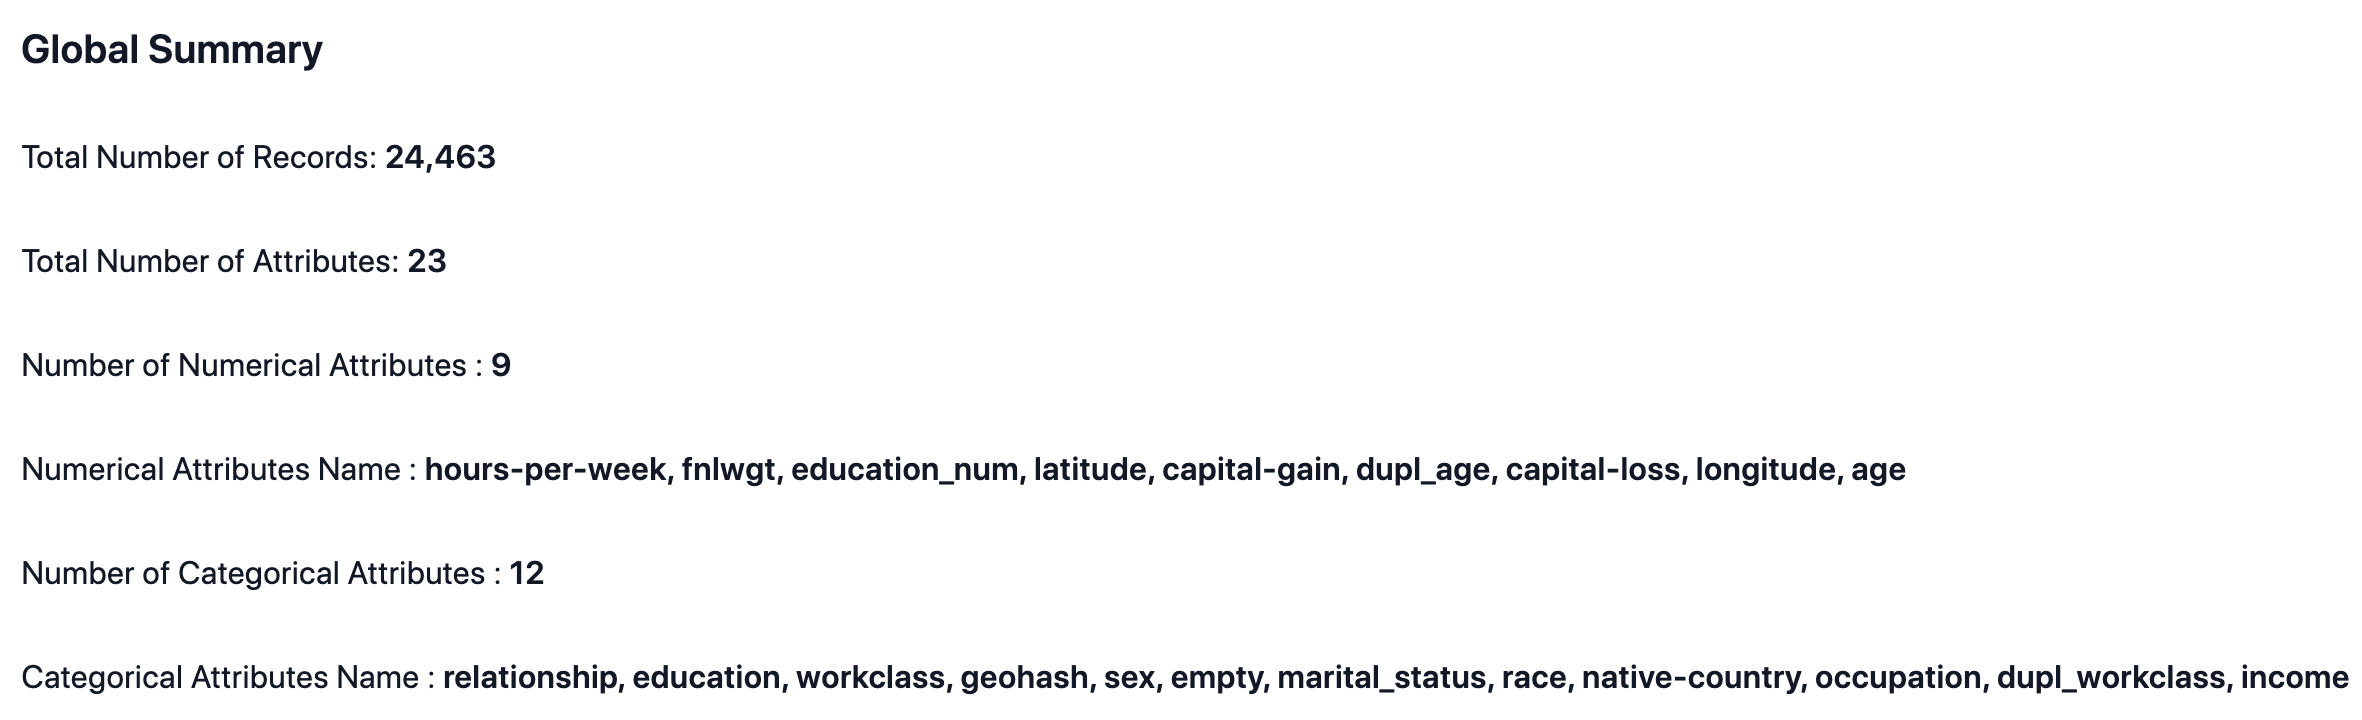 Global Summary
Total Number of Records: 24,463
Total Number of Attributes: 23
Number of Numerical Attributes : 9
Numerical Attributes Name : hours-per-week, fnlwgt, education_num, latitude, capital-gain, dupl_age, capital-loss, longitude, age
Number of Categorical Attributes : 12
Categorical Attributes Name : relationship, education, workclass, geohash, sex, empty, marital_status, race, native-country, occupation, dupl_workclass, income